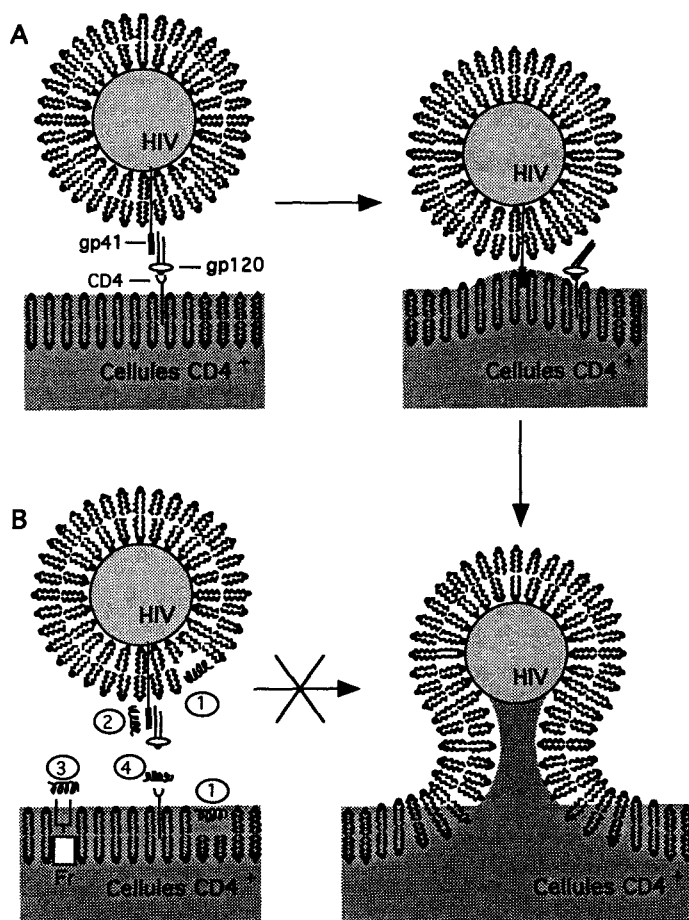 A
HIV
gp41
gp120
CD4
Cellules CD4 +
HIV
Cellules CD4 +
B
HIV
1
2
3
4
1
Fr
Cellules CD4 +
HIV
Cellules CD4 +